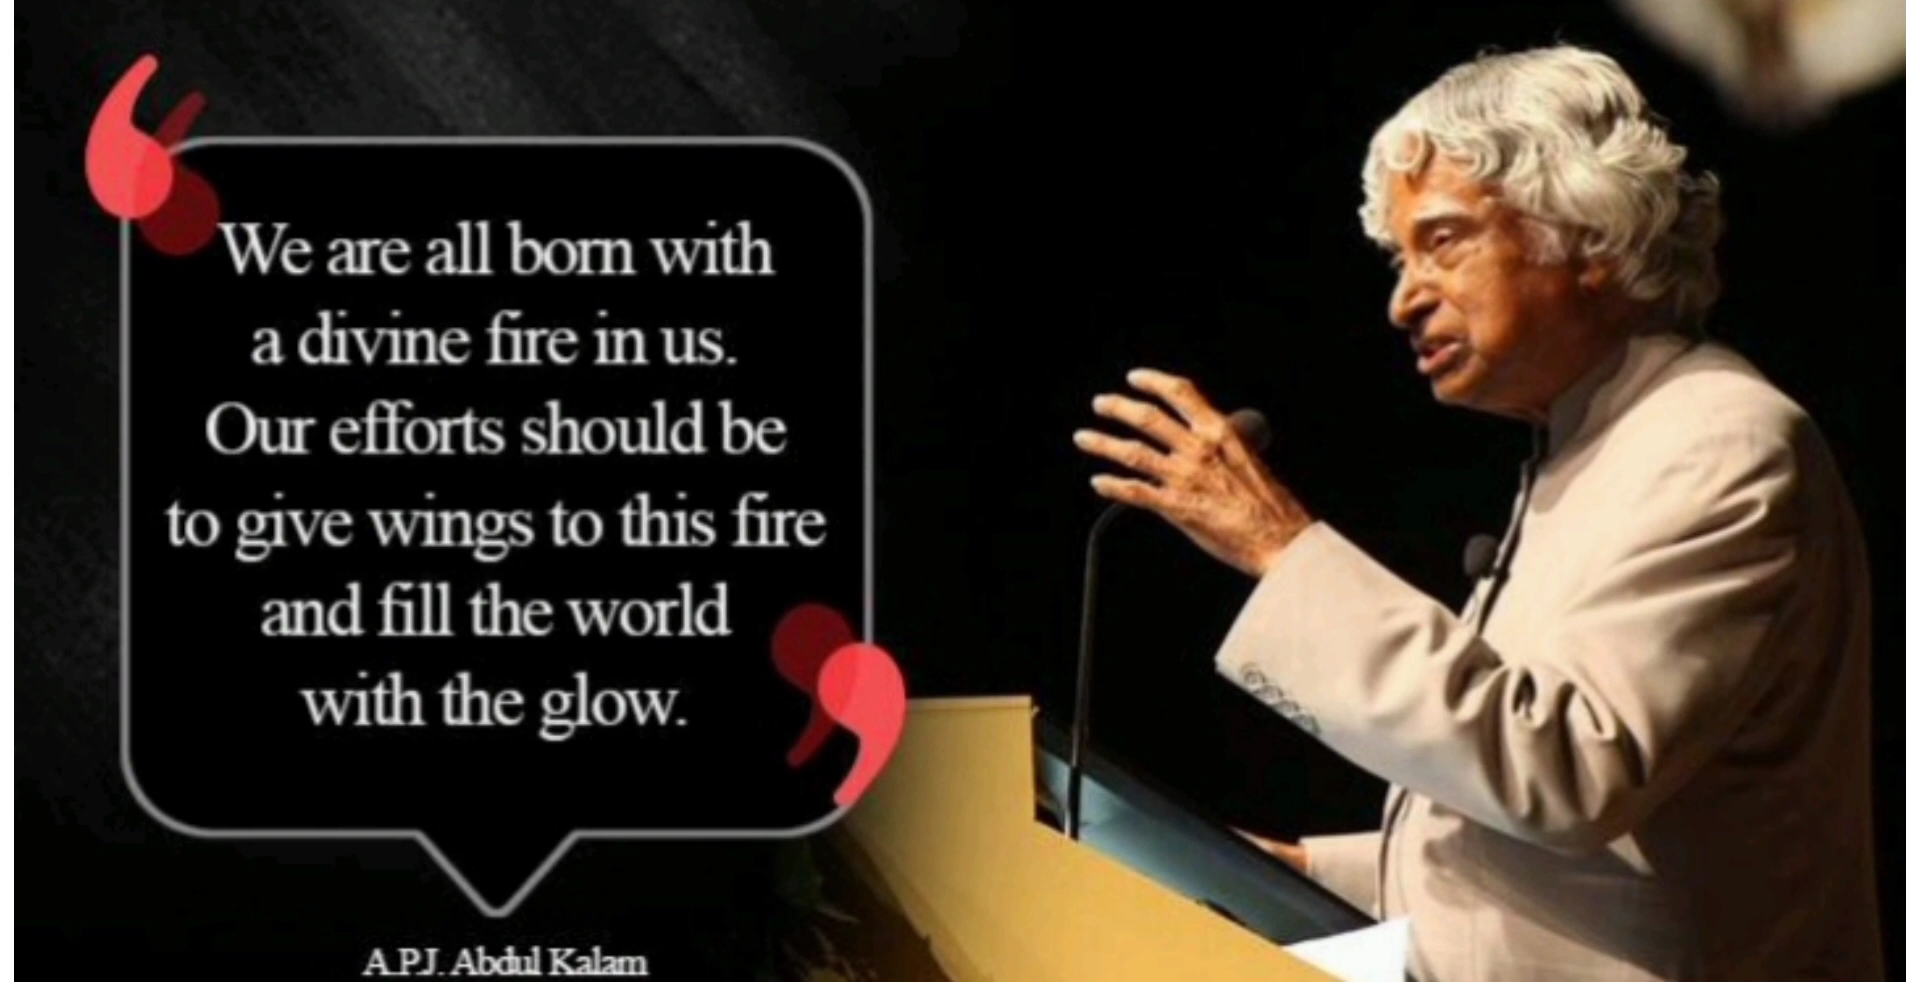 We are all born with
a divine fire in us.
Our efforts should be
to give wings to this fire
and fill the world
with the glow.
A.P.J. Abdul Kalam